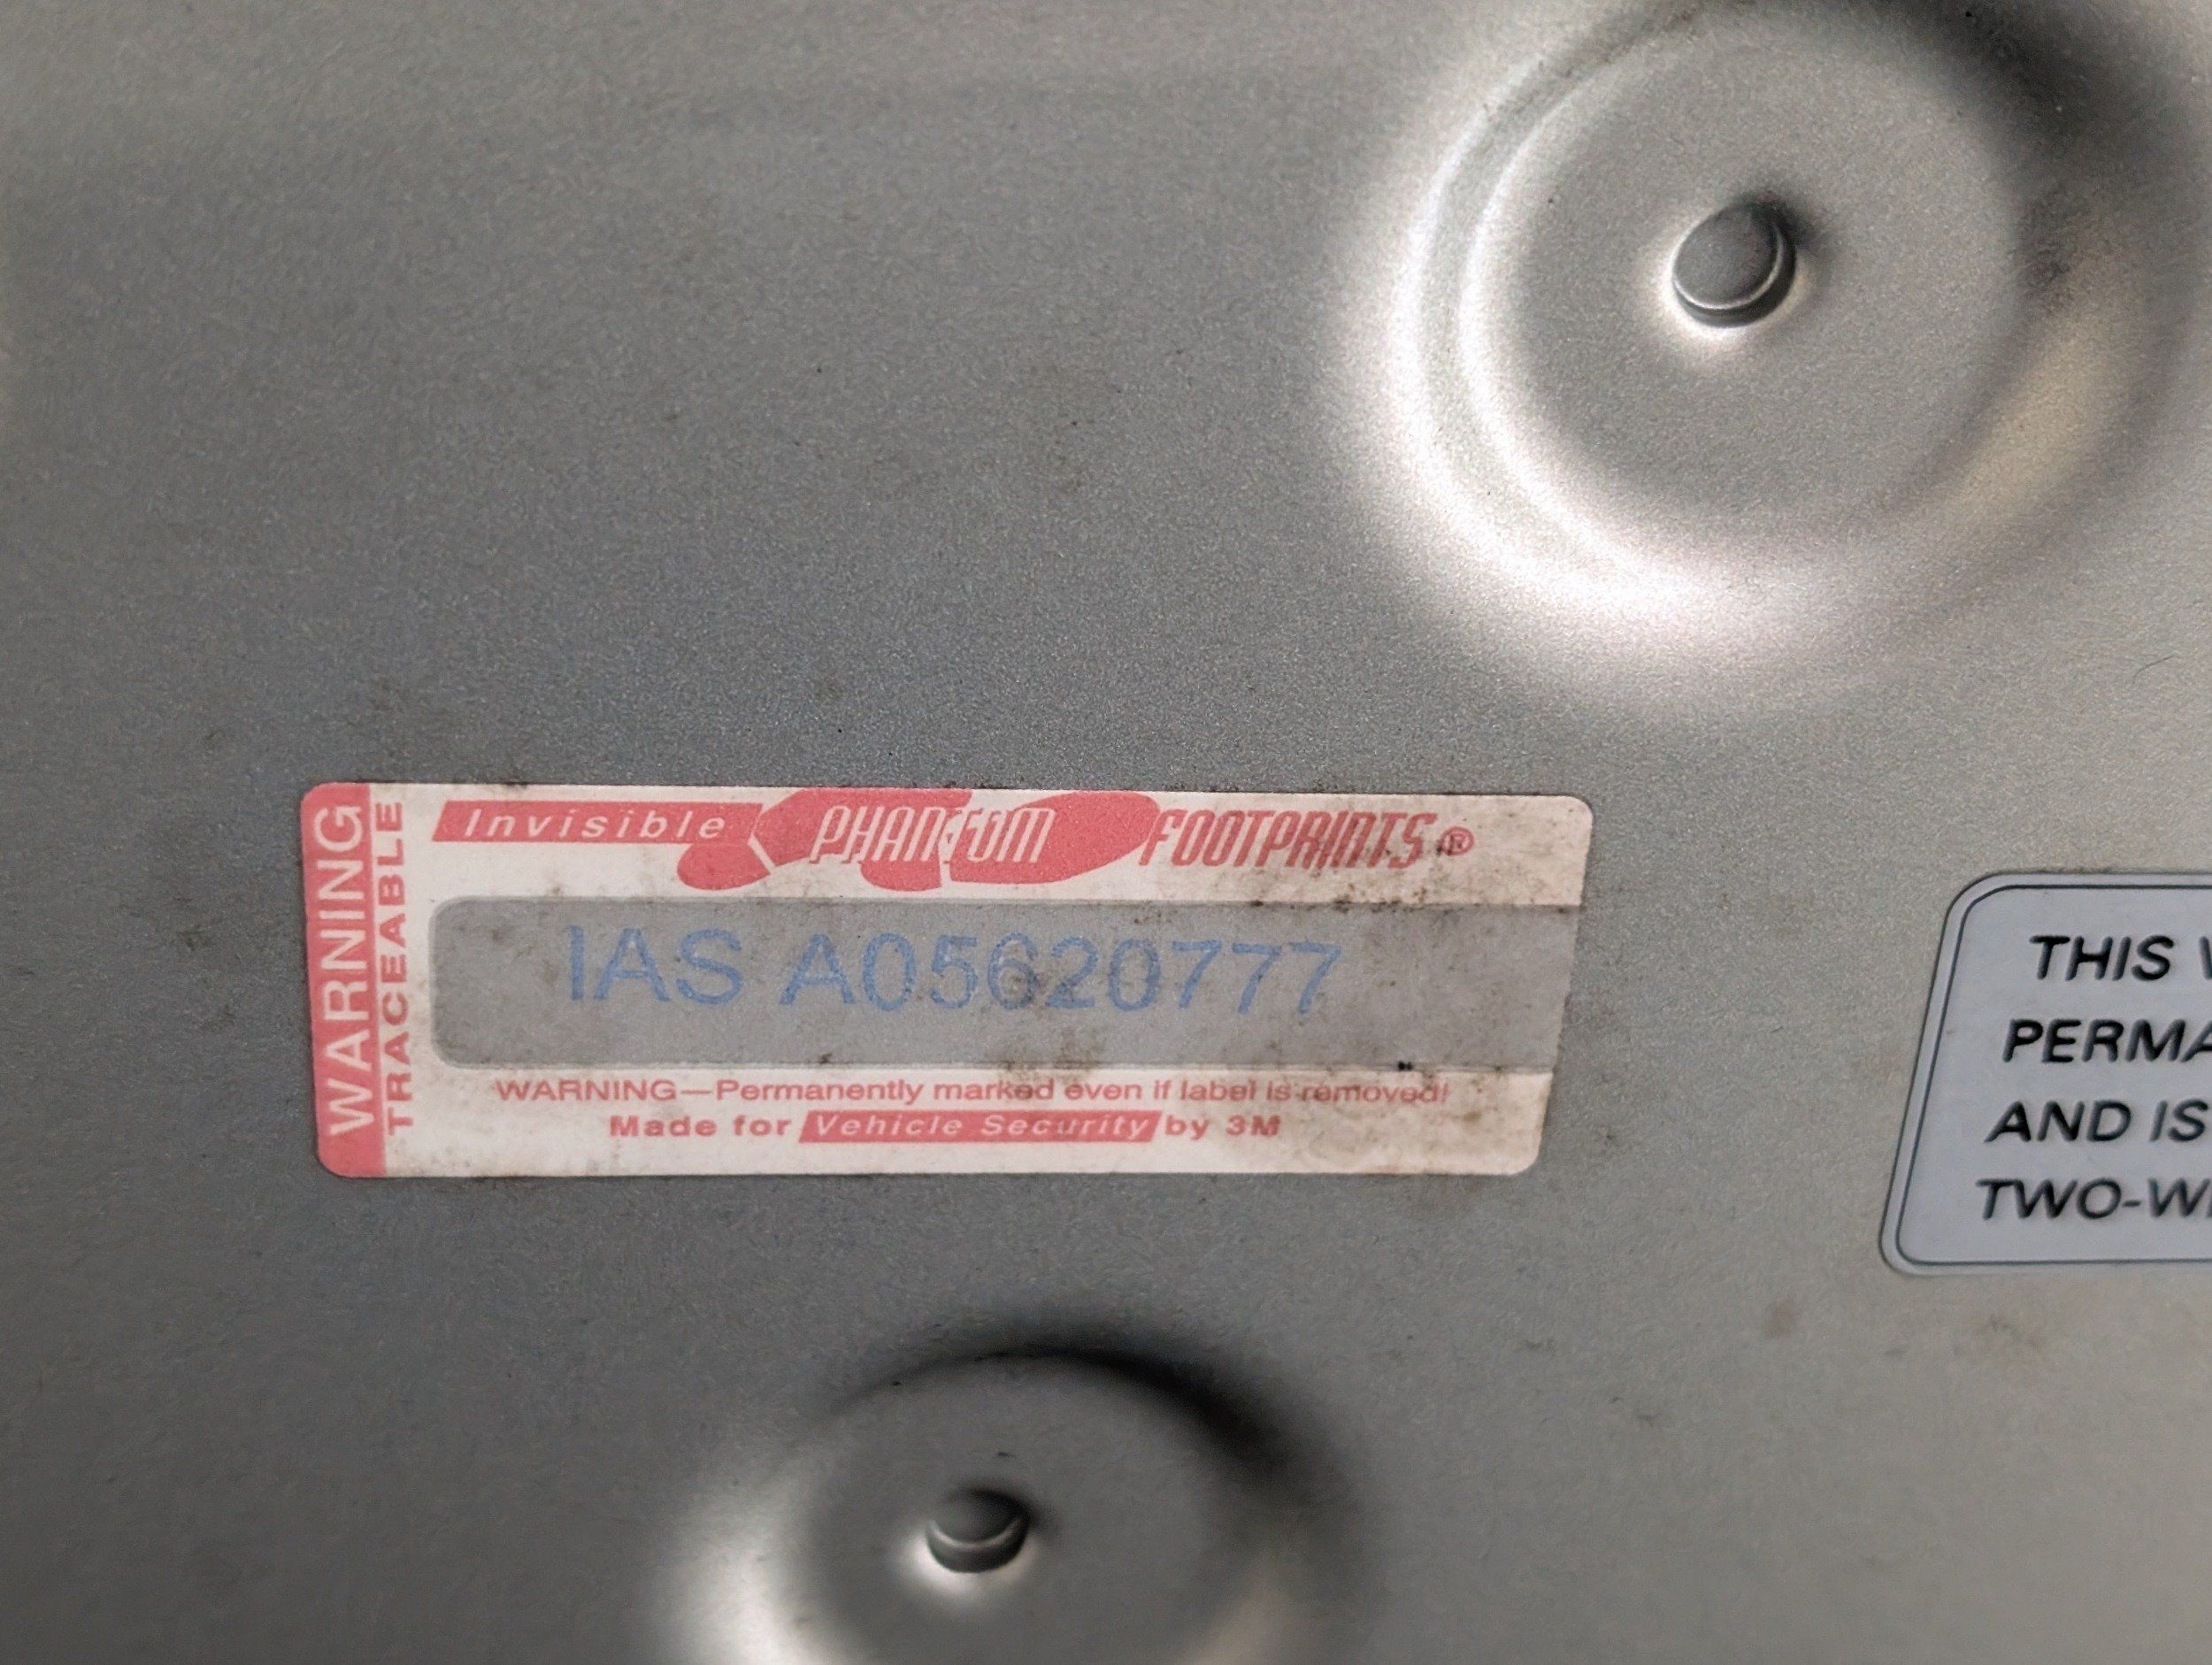 WARNING
TRACEABLE
Invisible PHANTOM FOOTPRINTS®
IAS A05620777
WARNING—Permanently marked even if label is removed!
Made for Vehicle Security by 3M
THIS
PERMA
AND IS
TWO-W